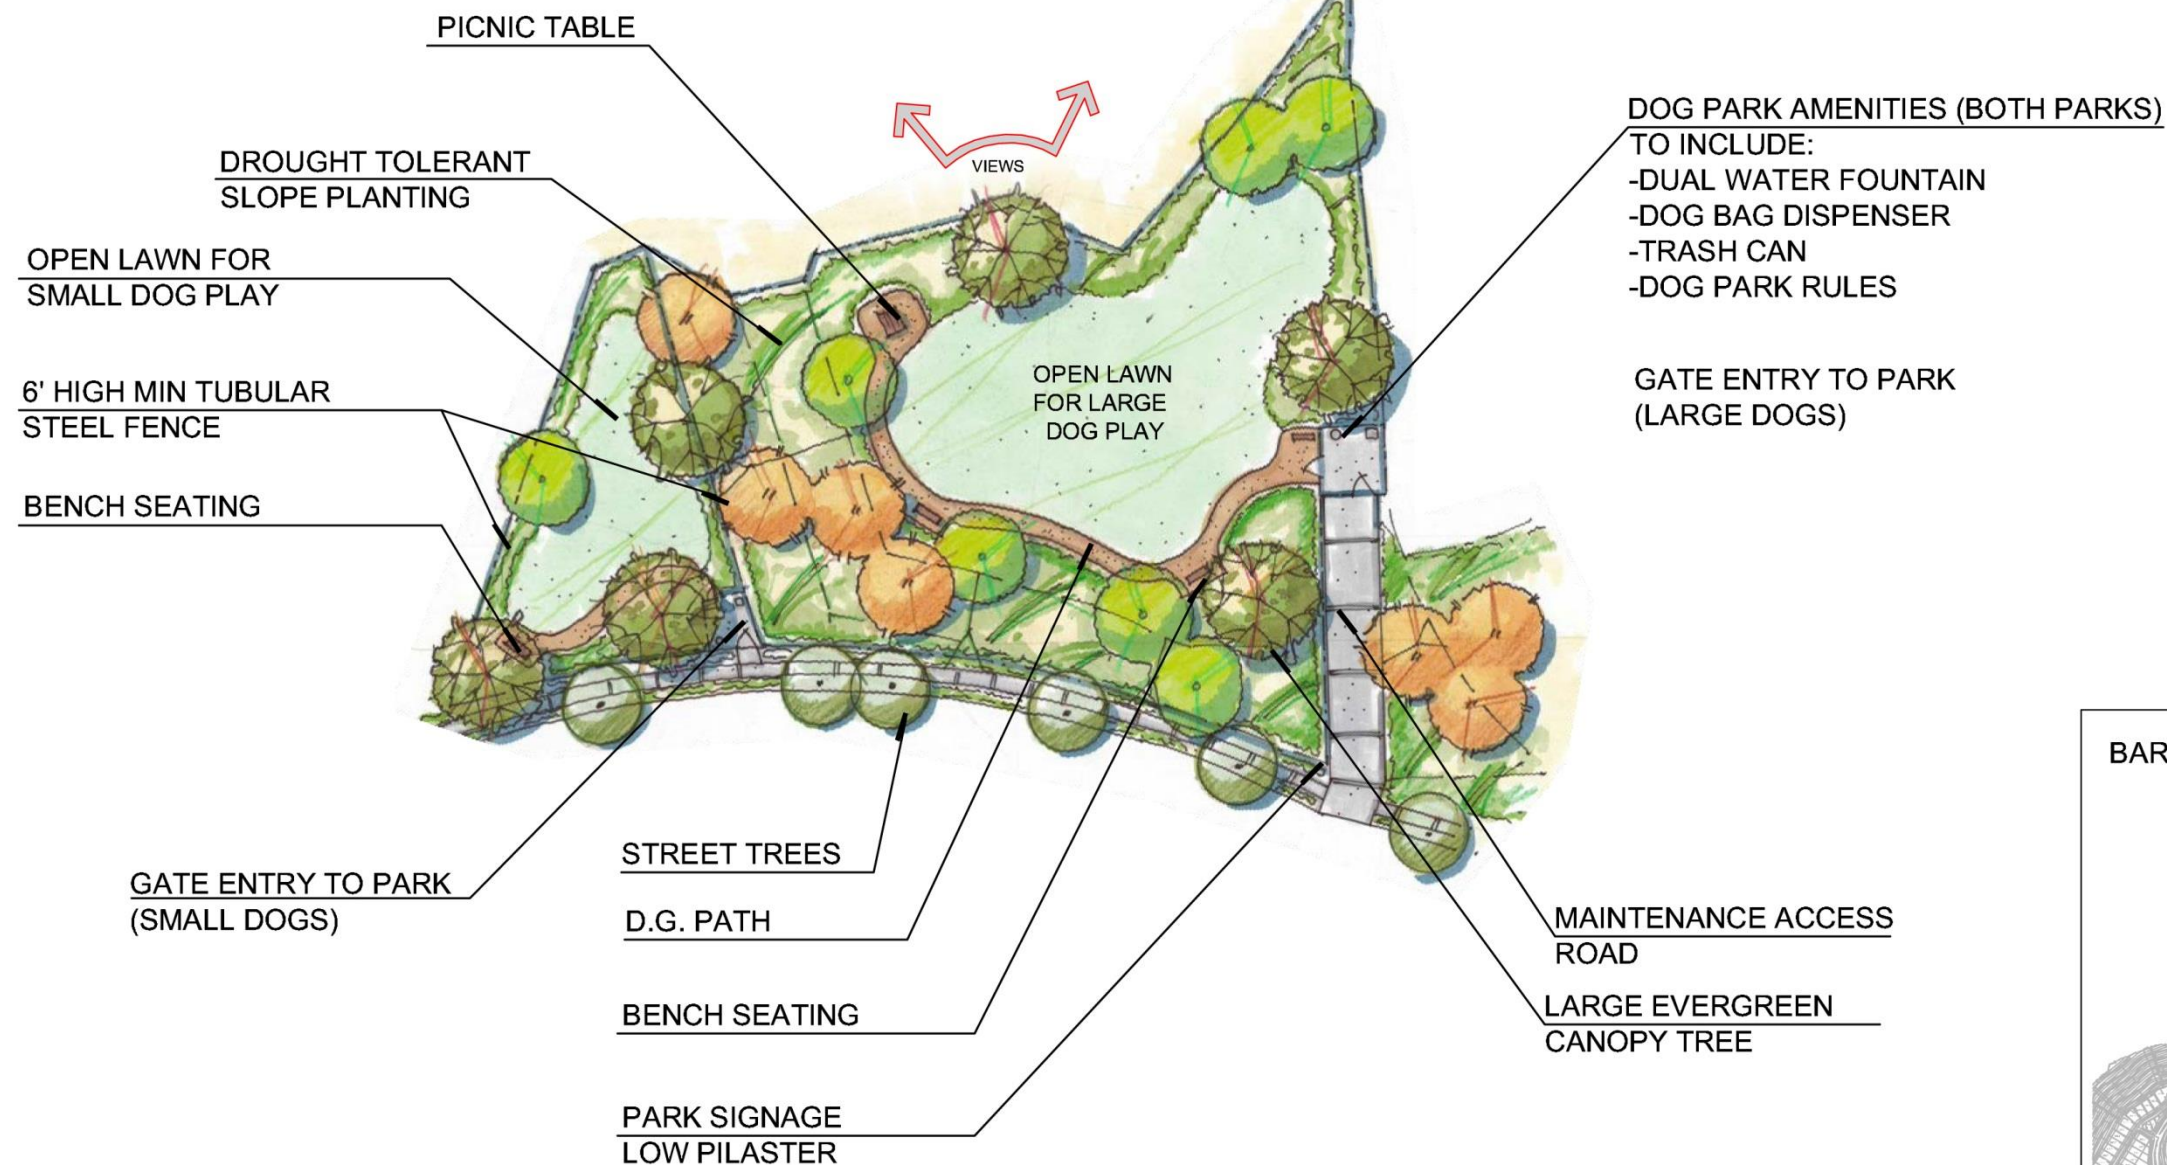 PICNIC TABLE
DROUGHT TOLERANT
SLOPE PLANTING
OPEN LAWN FOR
SMALL DOG PLAY
6' HIGH MIN TUBULAR
STEEL FENCE
BENCH SEATING
VIEWS
OPEN LAWN
FOR LARGE
DOG PLAY
DOG PARK AMENITIES (BOTH PARKS)
TO INCLUDE:
-DUAL WATER FOUNTAIN
-DOG BAG DISPENSER
-TRASH CAN
-DOG PARK RULES
GATE ENTRY TO PARK
(LARGE DOGS)
GATE ENTRY TO PARK
(SMALL DOGS)
STREET TREES
D.G. PATH
BENCH SEATING
PARK SIGNAGE
LOW PILASTER
MAINTENANCE ACCESS
ROAD
LARGE EVERGREEN
CANOPY TREE
BAR